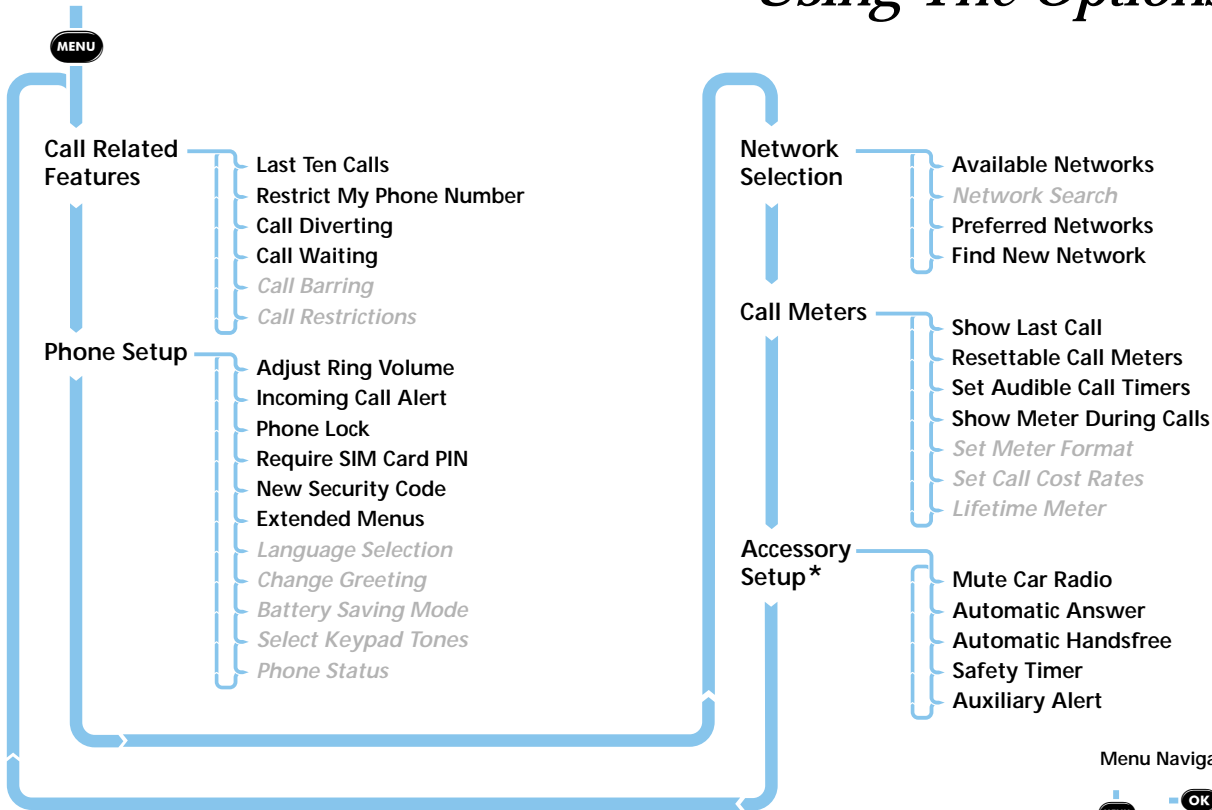 Using The Options
MENU
Call Related
Features
Last Ten Calls
Restrict My Phone Number
Call Diverting
Call Waiting
Call Barring
Call Restrictions
Phone Setup
Adjust Ring Volume
Incoming Call Alert
Phone Lock
Require SIM Card PIN
New Security Code
Extended Menus
Language Selection
Change Greeting
Battery Saving Mode
Select Keypad Tones
Phone Status
Network
Selection
Available Networks
Network Search
Preferred Networks
Find New Network
Call Meters
Show Last Call
Resettable Call Meters
Set Audible Call Timers
Show Meter During Calls
Set Meter Format
Set Call Cost Rates
Lifetime Meter
Accessory
Setup*
Mute Car Radio
Automatic Answer
Automatic Handsfree
Safety Timer
Auxiliary Alert
Menu
OK